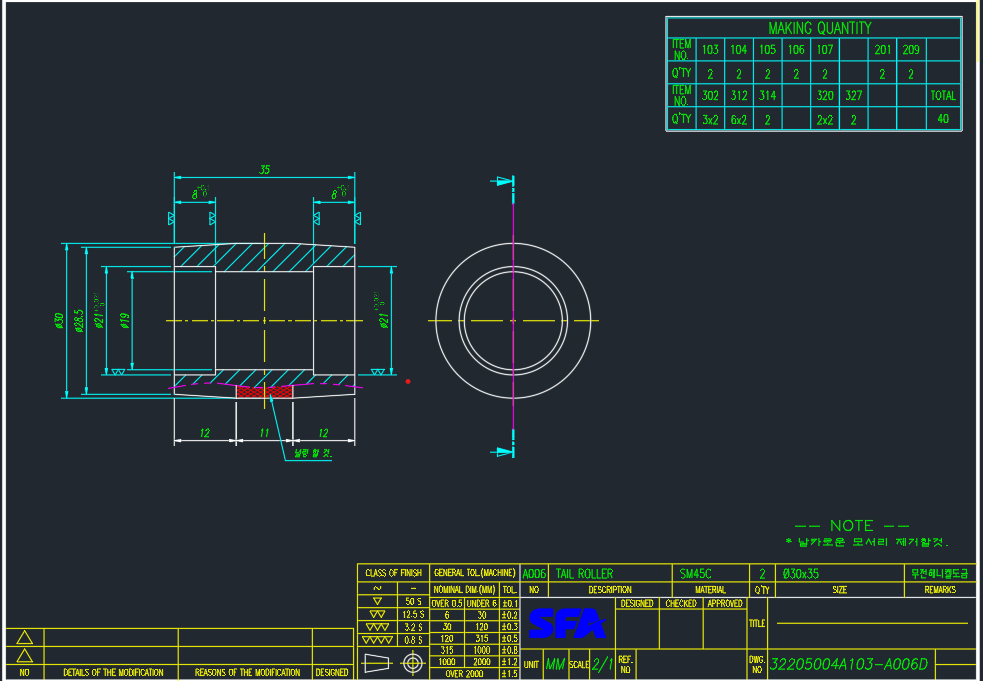 MAKING QUANTITY
ITEM NO. 103 104 105 106 107 201 209
Q'TY 2 2 2 2 2 2 2
ITEM NO. 302 312 314 320 327 TOTAL
Q'TY 3x2 6x2 2 2x2 2 40
35
8 8
ø30 ø28.5 ø21 ø19 ø21
12 11 12
널링 할 것.
-- NOTE --
* 날카로운 모서리 제거할것.
CLASS OF FINISH GENERAL TOL.(MACHINE) A006 TAIL ROLLER SM45C 2 Ø30x35 무전해니켈도금
~ - NOMINAL DIM.(MM) TOL. NO DESCRIPTION MATERIAL Q'TY SIZE REMARKS
▽ 50 S OVER 0.5 UNDER 6 ±0.1
▽▽ 12.5 S 6 30 ±0.2
▽▽▽ 3.2 S 30 120 ±0.3
▽▽▽▽ 0.8 S 120 315 ±0.5
315 1000 ±0.8
1000 2000 ±1.2
OVER 2000 ±1.5
SFA DESIGNED CHECKED APPROVED
TITLE
UNIT MM SCALE 2/1 REF. NO DWG. NO 32205004A103-A006D
NO DETAILS OF THE MODIFICATION REASONS OF THE MODIFICATION DESIGNED